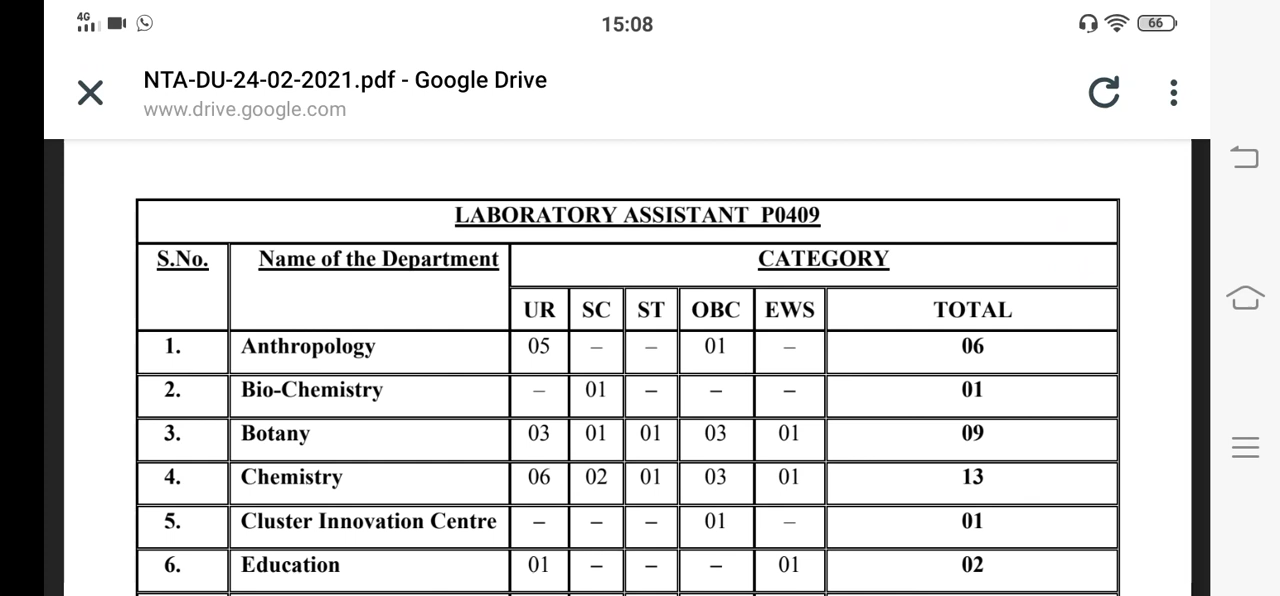 4G 15:08 66
NTA-DU-24-02-2021.pdf - Google Drive
www.drive.google.com
LABORATORY ASSISTANT P0409
S.No. Name of the Department CATEGORY
UR SC ST OBC EWS TOTAL
1. Anthropology 05 – – 01 – 06
2. Bio-Chemistry – 01 – – – 01
3. Botany 03 01 01 03 01 09
4. Chemistry 06 02 01 03 01 13
5. Cluster Innovation Centre – – – 01 – 01
6. Education 01 – – – 01 02